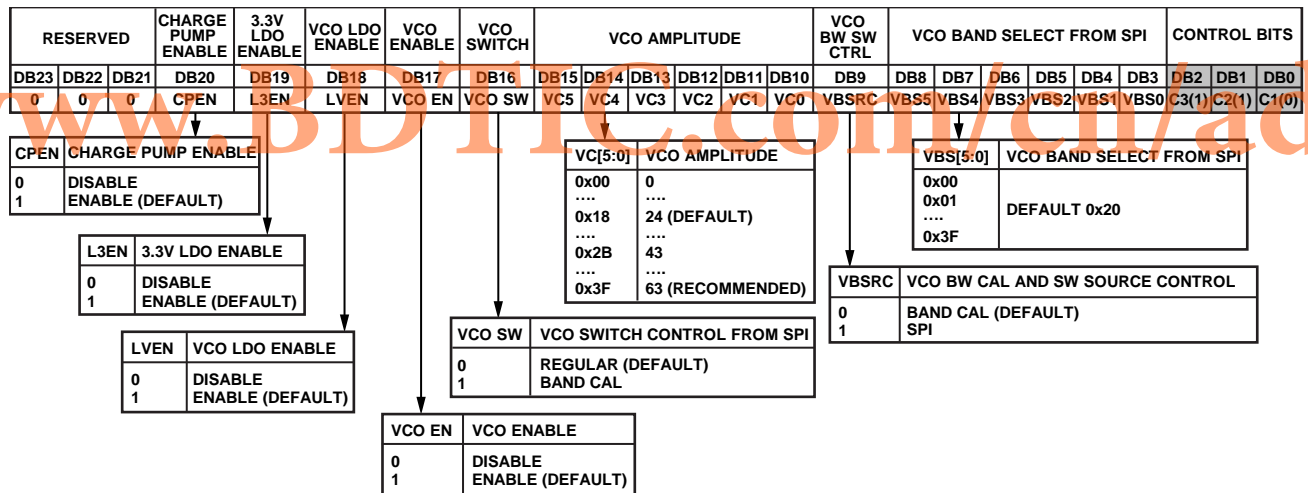 RESERVED CHARGE PUMP ENABLE 3.3V LDO ENABLE VCO LDO ENABLE VCO ENABLE VCO SWITCH VCO AMPLITUDE VCO BW SW CTRL VCO BAND SELECT FROM SPI CONTROL BITS
DB23 DB22 DB21 DB20 DB19 DB18 DB17 DB16 DB15 DB14 DB13 DB12 DB11 DB10 DB9 DB8 DB7 DB6 DB5 DB4 DB3 DB2 DB1 DB0
0 0 0 CPEN L3EN LVEN VCO EN VCO SW VC5 VC4 VC3 VC2 VC1 VC0 VBSRC VBS5 VBS4 VBS3 VBS2 VBS1 VBS0 C3(1) C2(1) C1(0)
www.BDTIC.com/cn/ad
CPEN CHARGE PUMP ENABLE
0 DISABLE
1 ENABLE (DEFAULT)
L3EN 3.3V LDO ENABLE
0 DISABLE
1 ENABLE (DEFAULT)
LVEN VCO LDO ENABLE
0 DISABLE
1 ENABLE (DEFAULT)
VCO EN VCO ENABLE
0 DISABLE
1 ENABLE (DEFAULT)
VCO SW VCO SWITCH CONTROL FROM SPI
0 REGULAR (DEFAULT)
1 BAND CAL
VC[5:0] VCO AMPLITUDE
0x00 0
.... ....
0x18 24 (DEFAULT)
.... ....
0x2B 43
.... ....
0x3F 63 (RECOMMENDED)
VBSRC VCO BW CAL AND SW SOURCE CONTROL
0 BAND CAL (DEFAULT)
1 SPI
VBS[5:0] VCO BAND SELECT FROM SPI
0x00
0x01
....
0x3F
DEFAULT 0x20